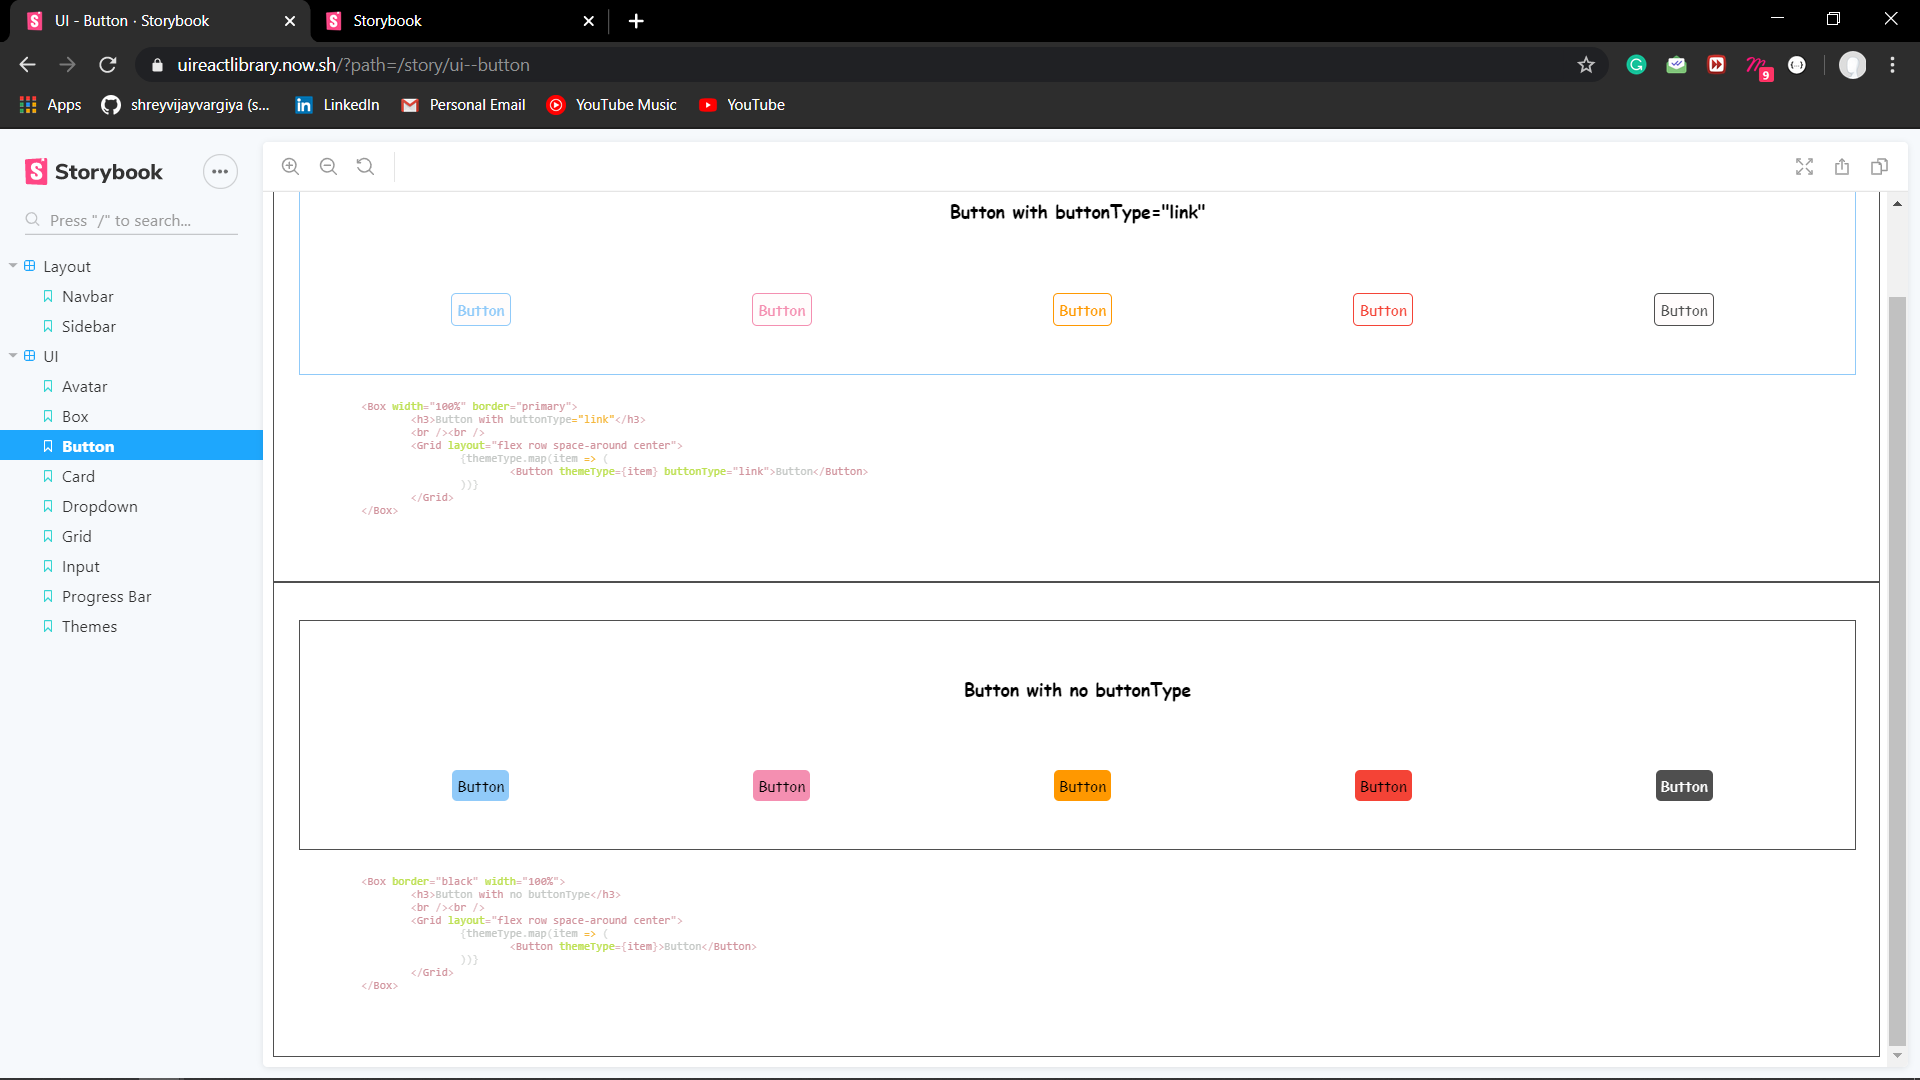 UI - Button · Storybook
Storybook
uireactlibrary.now.sh/?path=/story/ui--button
9
Apps
shreyvijayvargiya (s...
LinkedIn
Personal Email
YouTube Music
YouTube
Storybook
Press "/" to search...
Layout
Navbar
Sidebar
UI
Avatar
Box
Button
Card
Dropdown
Grid
Input
Progress Bar
Themes
Button with buttonType="link"
Button Button Button Button Button
<Box width="100%" border="primary">
<h3>Button with buttonType="link"</h3>
<br /><br />
<Grid layout="flex row space-around center">
{themeType.map(item => (
<Button themeType={item} buttonType="link">Button</Button>
))}
</Grid>
</Box>
Button with no buttonType
Button Button Button Button Button
<Box border="black" width="100%">
<h3>Button with no buttonType</h3>
<br /><br />
<Grid layout="flex row space-around center">
{themeType.map(item => (
<Button themeType={item}>Button</Button>
))}
</Grid>
</Box>